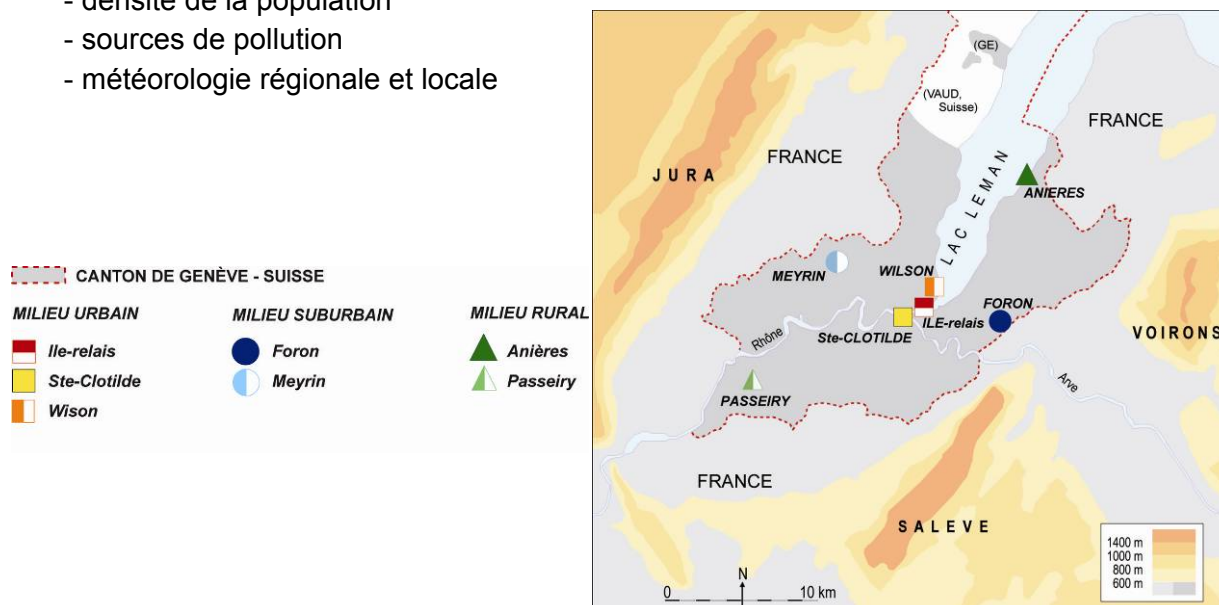 - densité de la population
- sources de pollution
- météorologie régionale et locale
CANTON DE GENÈVE - SUISSE
MILIEU URBAIN
Ile-relais
Ste-Clotilde
Wison
MILIEU SUBURBAIN
Foron
Meyrin
MILIEU RURAL
Anières
Passeiry
(GE)
(VAUD,
Suisse)
FRANCE
FRANCE
JURA
LAC LEMAN
ANIERES
MEYRIN
WILSON
FORON
ILE-relais
Ste-CLOTILDE
VOIRONS
Rhône
Arve
PASSEIRY
FRANCE
SALEVE
1400 m
1000 m
800 m
600 m
N
0 10 km